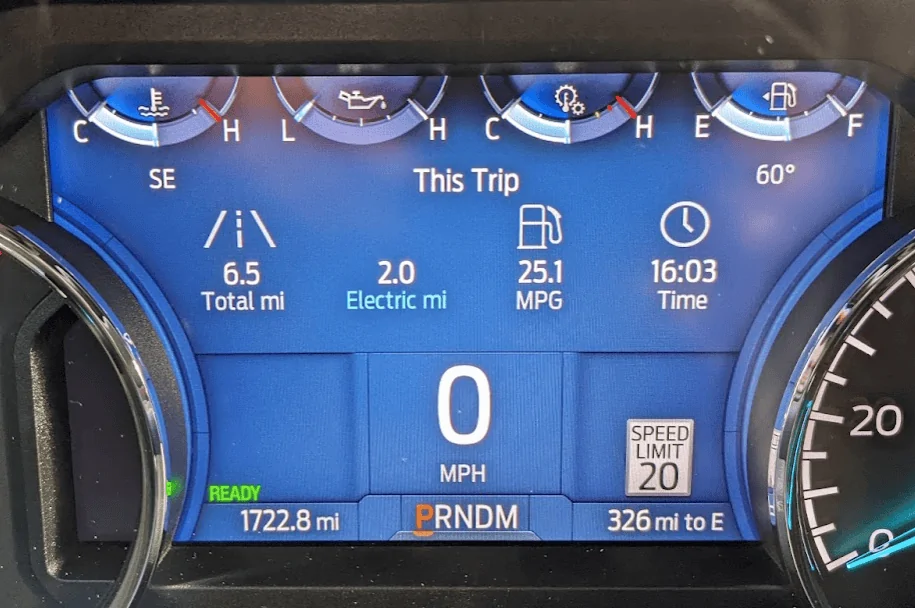 C H L H C H E F
SE This Trip 60°
6.5 2.0 25.1 16:03
Total mi Electric mi MPG Time
0
MPH
SPEED
LIMIT
20
READY
1722.8 mi PRNDM 326 mi to E
20
0